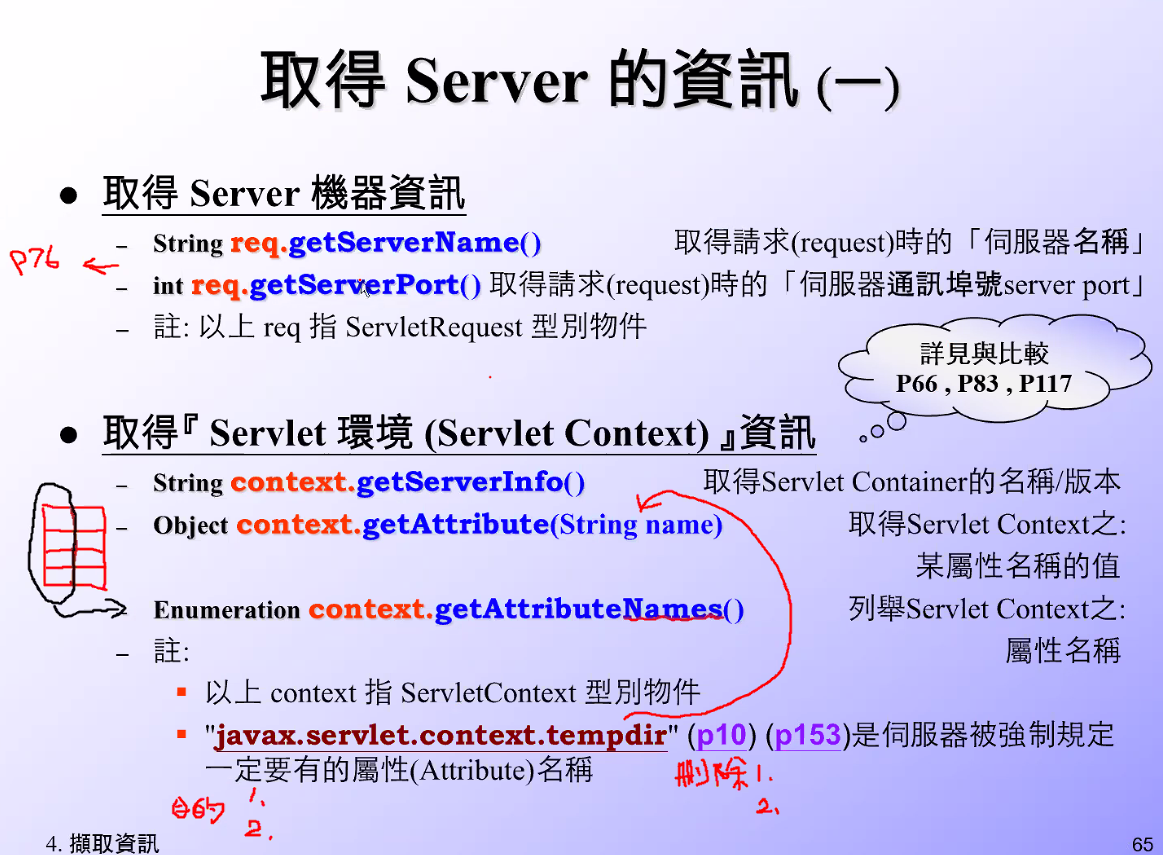 取得 Server 的資訊 (一)
● 取得 Server 機器資訊
– String req.getServerName() 取得請求(request)時的「伺服器名稱」
p76 ←
– int req.getServerPort() 取得請求(request)時的「伺服器通訊埠號server port」
– 註: 以上 req 指 ServletRequest 型別物件
詳見與比較
P66 , P83 , P117
● 取得『 Servlet 環境 (Servlet Context) 』資訊
– String context.getServerInfo() 取得Servlet Container的名稱/版本
– Object context.getAttribute(String name) 取得Servlet Context之:
某屬性名稱的值
– Enumeration context.getAttributeNames() 列舉Servlet Context之:
屬性名稱
– 註:
▪ 以上 context 指 ServletContext 型別物件
▪ "javax.servlet.context.tempdir" (p10) (p153)是伺服器被強制規定
一定要有的屬性(Attribute)名稱
目的 1.
2.
刪除 1.
2.
4. 擷取資訊
65